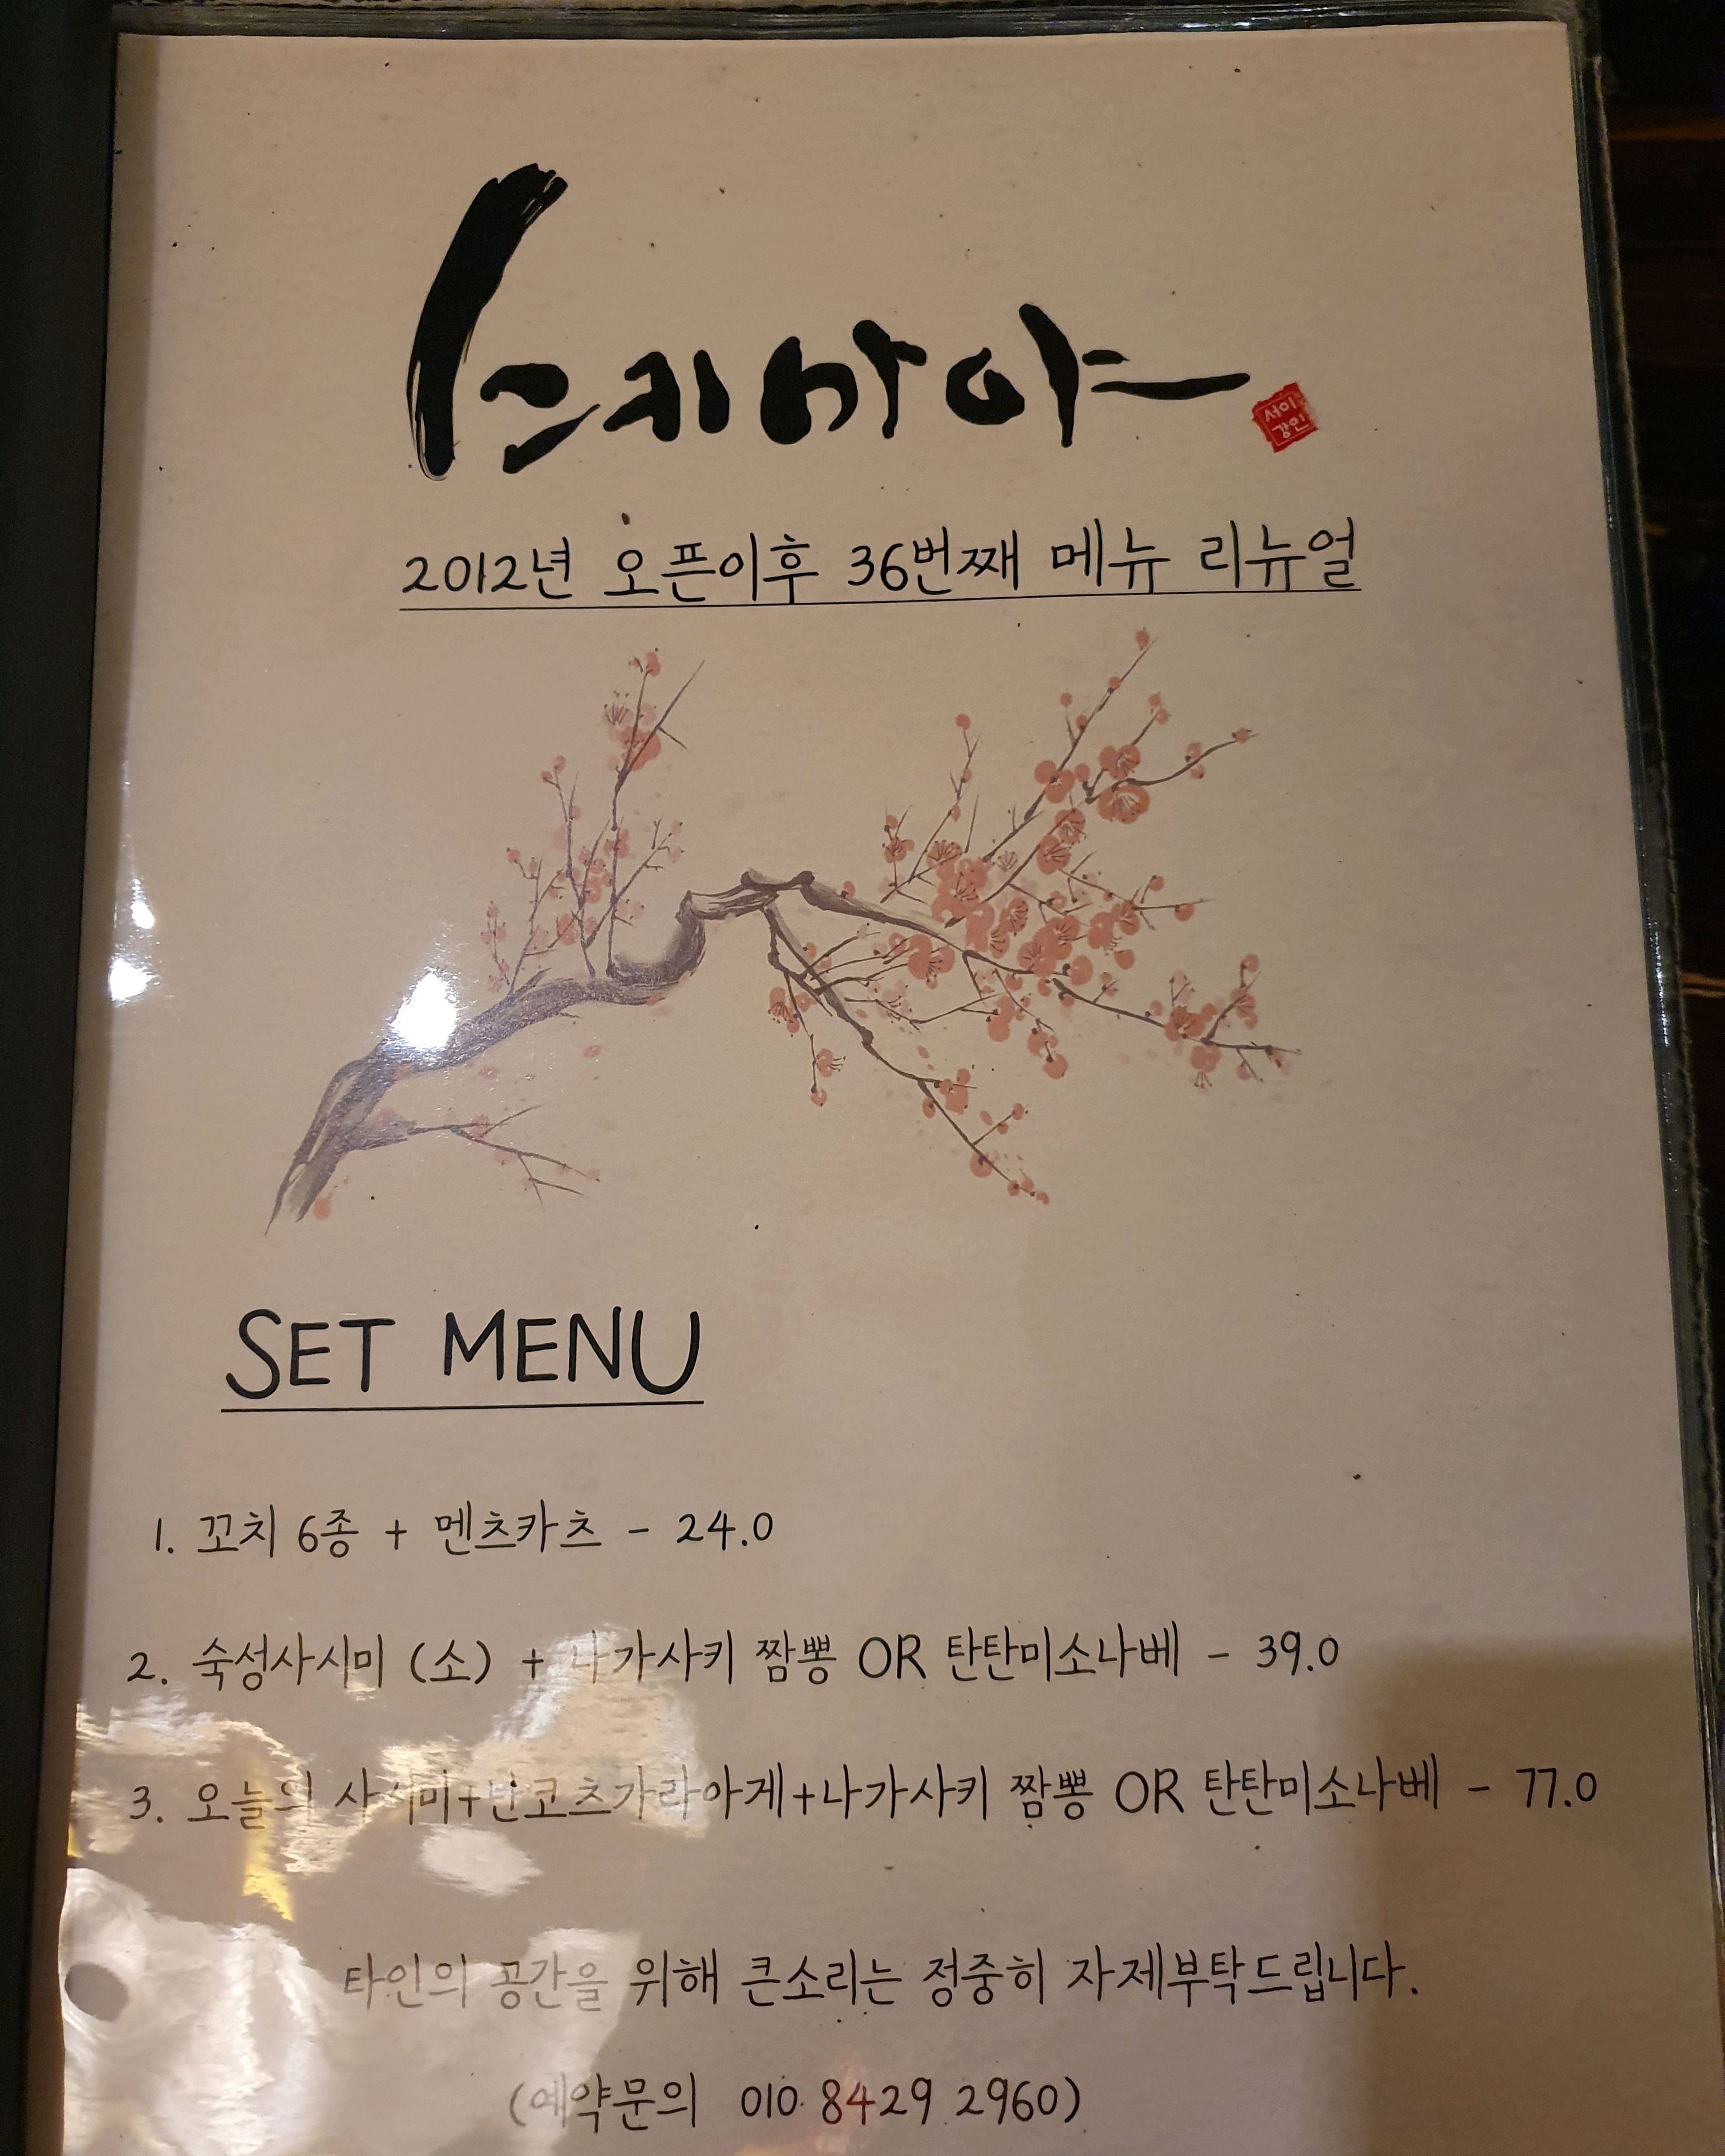 서이
강인
2012년 오픈이후 36번째 메뉴 리뉴얼
SET MENU
1. 꼬치 6종 + 멘츠카츠 - 24.0
2. 숙성사시미 (소) + 나가사키 짬뽕 OR 탄탄미소나베 - 39.0
3. 오늘의 사시미+난코츠가라아게+나가사키 짬뽕 OR 탄탄미소나베 - 77.0
타인의 공간을 위해 큰소리는 정중히 자제부탁드립니다.
(예약문의 010 8429 2960)